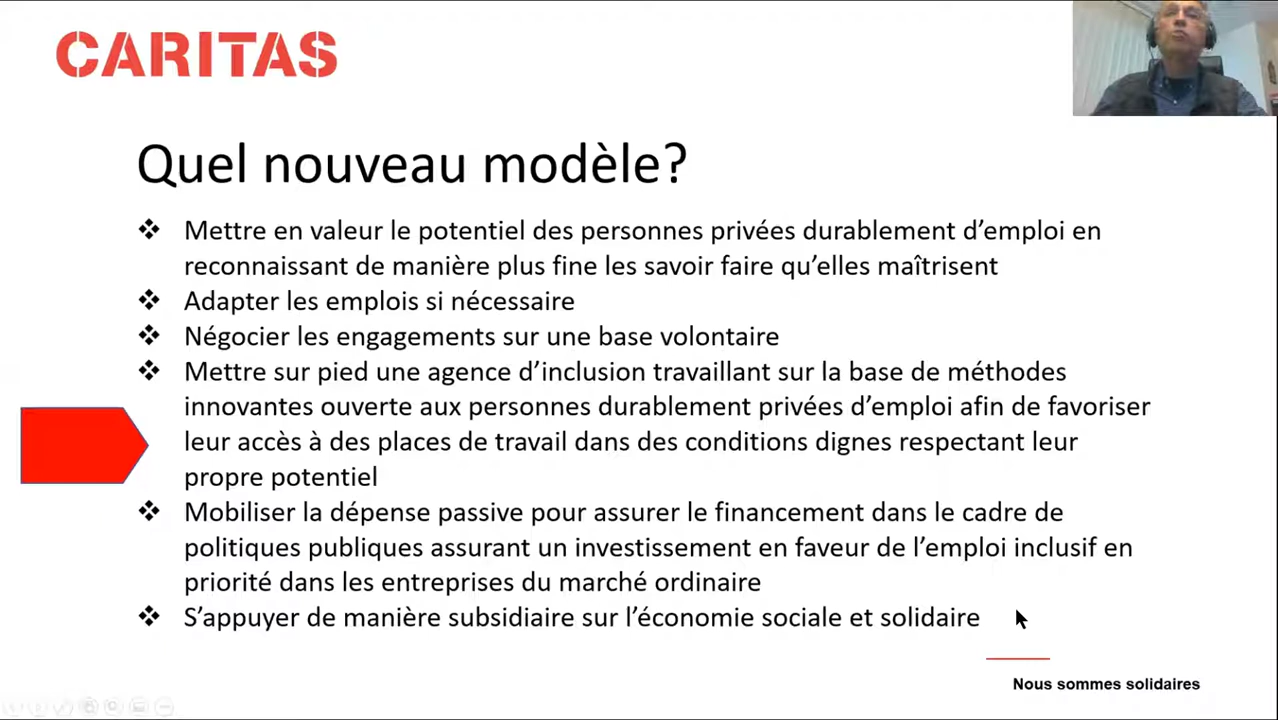 CARITAS
Quel nouveau modèle?
Mettre en valeur le potentiel des personnes privées durablement d’emploi en
reconnaissant de manière plus fine les savoir faire qu’elles maîtrisent
Adapter les emplois si nécessaire
Négocier les engagements sur une base volontaire
Mettre sur pied une agence d’inclusion travaillant sur la base de méthodes
innovantes ouverte aux personnes durablement privées d’emploi afin de favoriser
leur accès à des places de travail dans des conditions dignes respectant leur
propre potentiel
Mobiliser la dépense passive pour assurer le financement dans le cadre de
politiques publiques assurant un investissement en faveur de l’emploi inclusif en
priorité dans les entreprises du marché ordinaire
S’appuyer de manière subsidiaire sur l’économie sociale et solidaire
Nous sommes solidaires